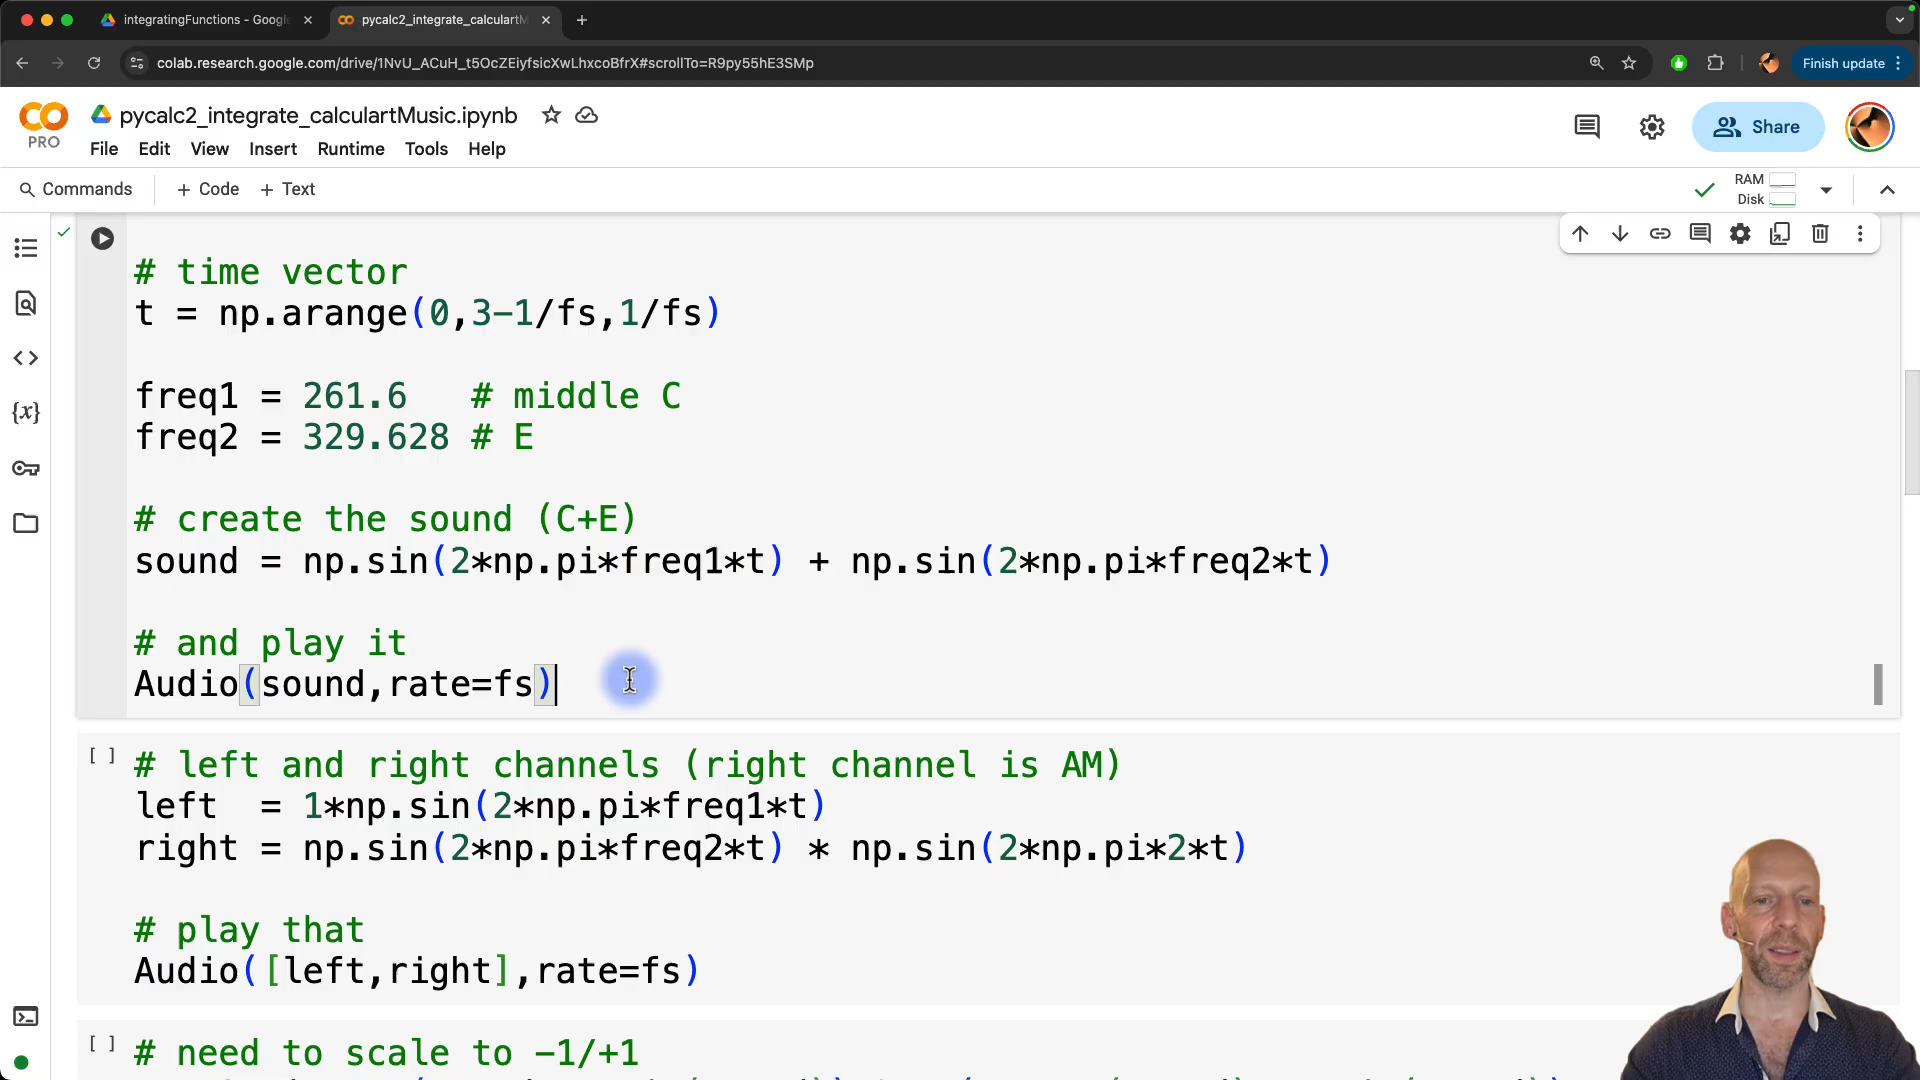 integratingFunctions - Google
pycalc2_integrate_calculartM
colab.research.google.com/drive/1NvU_ACuH_t5OcZEiyfsicXwLhxcoBfrX#scrollTo=R9py55hE3SMp
Finish update
PRO
pycalc2_integrate_calculartMusic.ipynb
File Edit View Insert Runtime Tools Help
Share
Commands + Code + Text
RAM
Disk
# time vector
t = np.arange(0,3-1/fs,1/fs)
freq1 = 261.6 # middle C
freq2 = 329.628 # E
# create the sound (C+E)
sound = np.sin(2*np.pi*freq1*t) + np.sin(2*np.pi*freq2*t)
# and play it
Audio(sound,rate=fs)
[ ] # left and right channels (right channel is AM)
left = 1*np.sin(2*np.pi*freq1*t)
right = np.sin(2*np.pi*freq2*t) * np.sin(2*np.pi*2*t)
# play that
Audio([left,right],rate=fs)
[ ] # need to scale to -1/+1